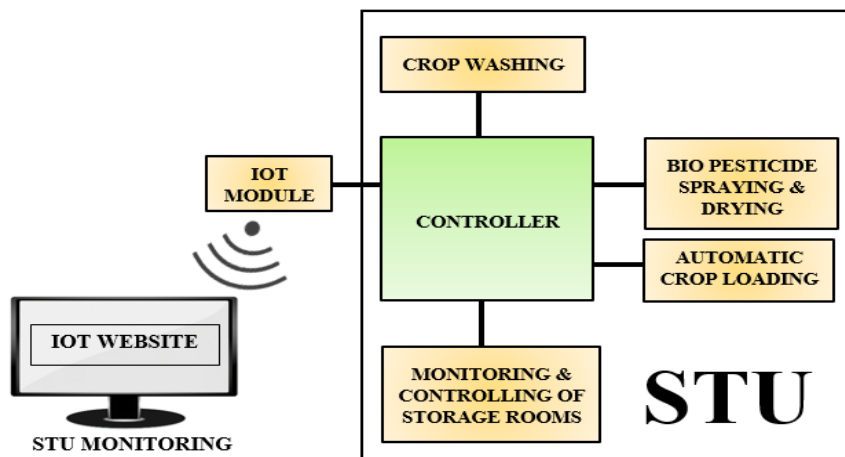 CROP WASHING
IOT
MODULE
CONTROLLER
BIO PESTICIDE
SPRAYING &
DRYING
AUTOMATIC
CROP LOADING
IOT WEBSITE
STU MONITORING
MONITORING &
CONTROLLING OF
STORAGE ROOMS
STU